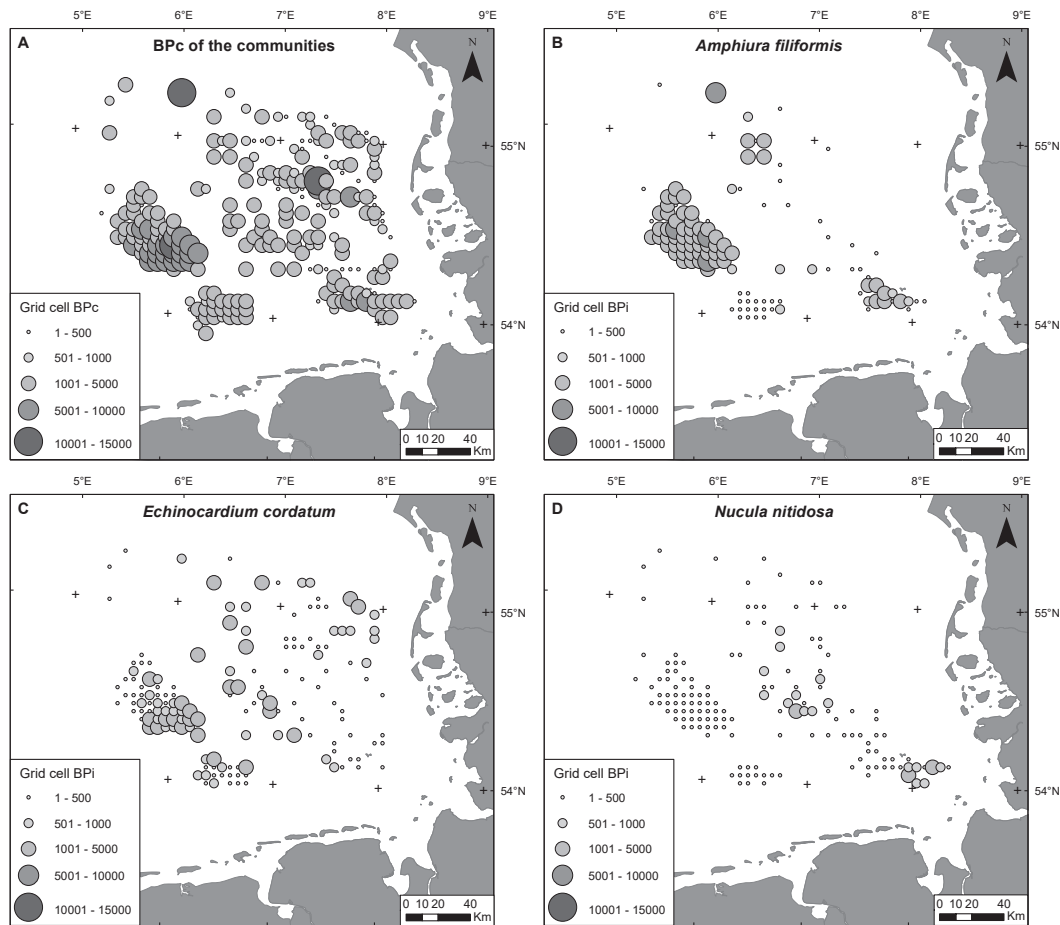 5°E 6°E 7°E 8°E 9°E
A BPc of the communities
N
55°N
54°N
Grid cell BPc
1 - 500
501 - 1000
1001 - 5000
5001 - 10000
10001 - 15000
0 10 20 40
Km
5°E 6°E 7°E 8°E 9°E
B Amphiura filiformis
N
55°N
54°N
Grid cell BPi
1 - 500
501 - 1000
1001 - 5000
5001 - 10000
10001 - 15000
0 10 20 40
Km
5°E 6°E 7°E 8°E 9°E
C Echinocardium cordatum
N
55°N
54°N
Grid cell BPi
1 - 500
501 - 1000
1001 - 5000
5001 - 10000
10001 - 15000
0 10 20 40
Km
5°E 6°E 7°E 8°E 9°E
D Nucula nitidosa
N
55°N
54°N
Grid cell BPi
1 - 500
501 - 1000
1001 - 5000
5001 - 10000
10001 - 15000
0 10 20 40
Km